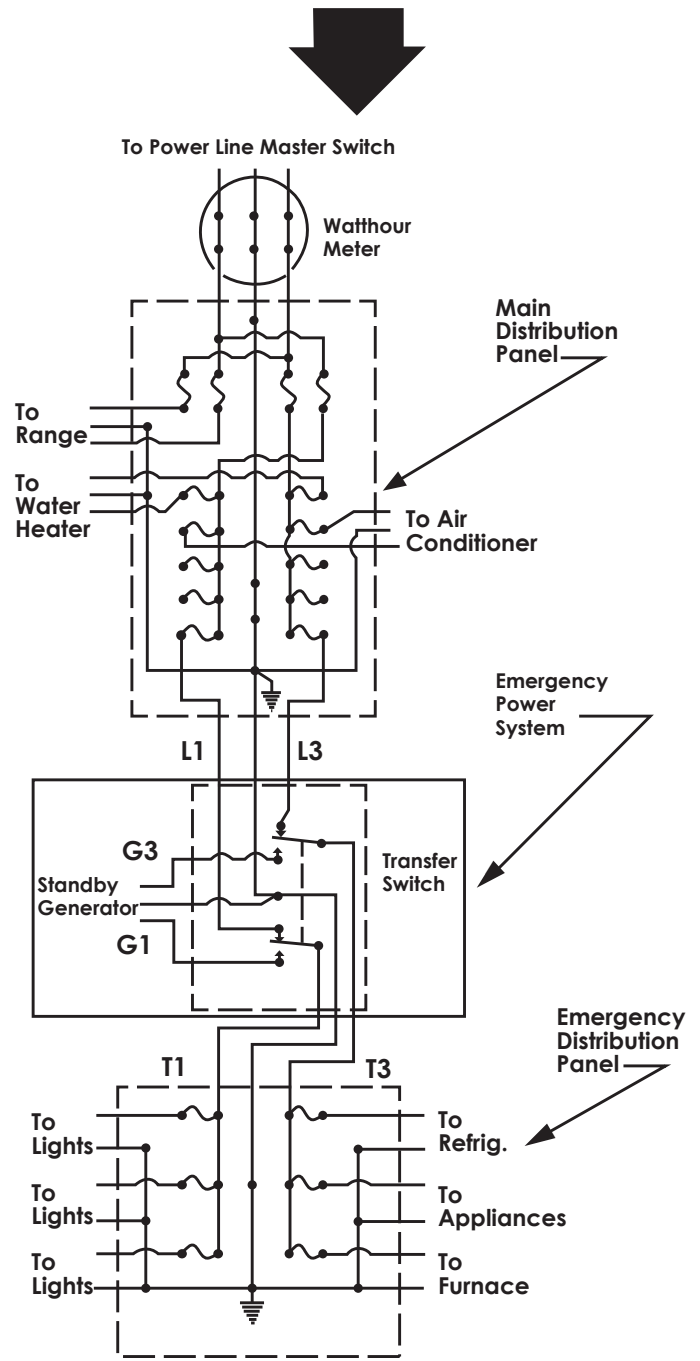 To Power Line Master Switch
Watthour
Meter
Main
Distribution
Panel
To
Range
To
Water
Heater
To Air
Conditioner
Emergency
Power
System
L1
L3
G3
Transfer
Switch
Standby
Generator
G1
Emergency
Distribution
Panel
T1
T3
To
Lights
To
Refrig.
To
Lights
To
Appliances
To
Lights
To
Furnace